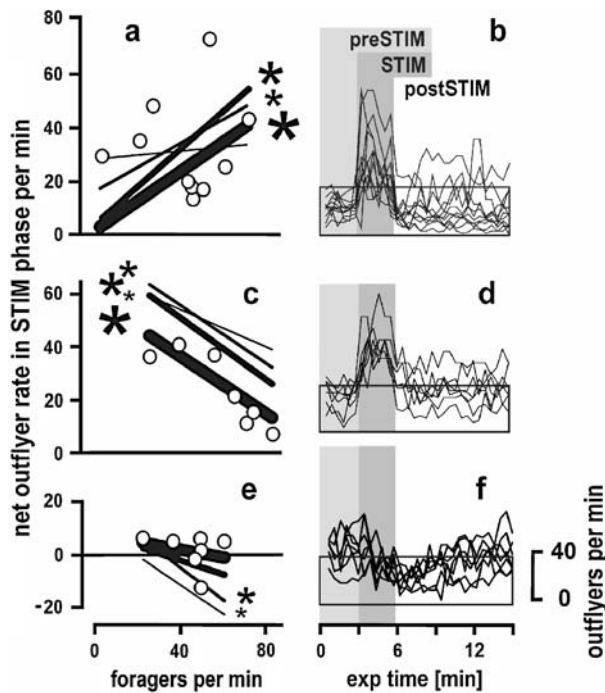 80
a
preSTIM
b
STIM
postSTIM
60
*
*
*
40
20
0
net outflyer rate in STIM phase per min
60
*
*
*
*
c
d
40
20
0
20
e
f
0
*
*
-20
40
0
outflyers per min
0 40 80
0 6 12
foragers per min
exp time [min]